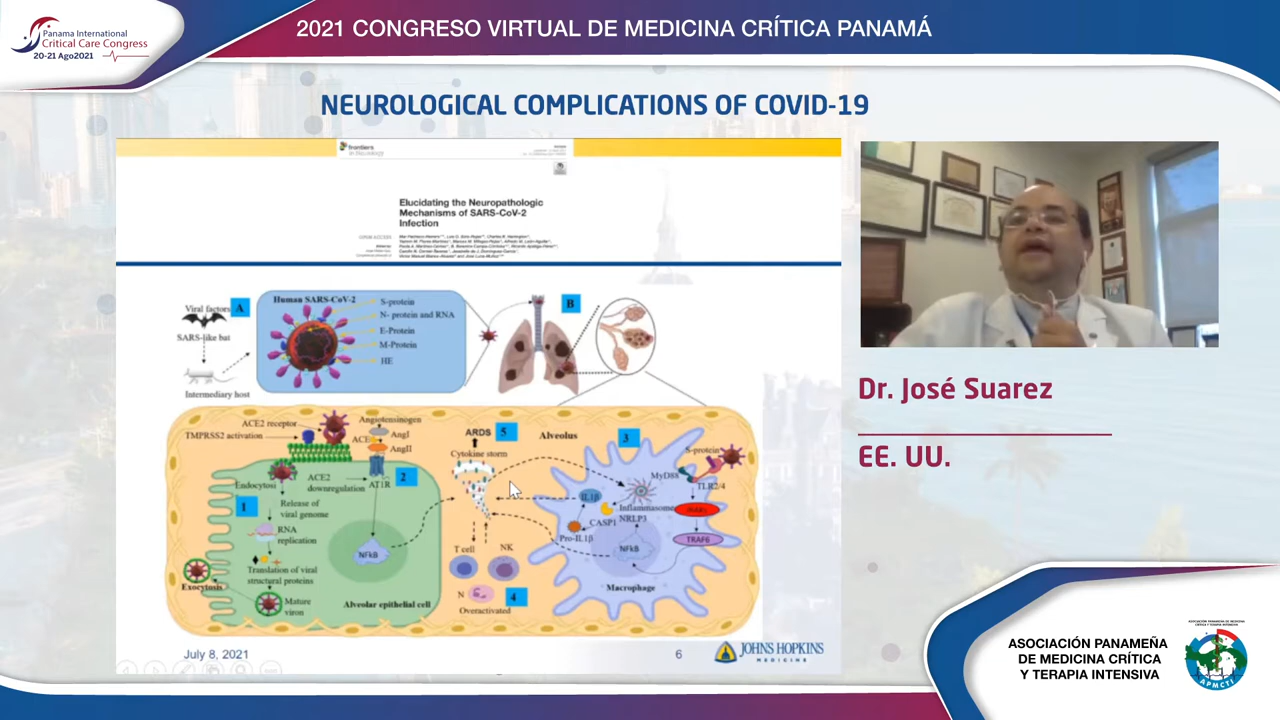 Panama International
Critical Care Congress
20-21 Ago2021
2021 CONGRESO VIRTUAL DE MEDICINA CRÍTICA PANAMÁ
NEUROLOGICAL COMPLICATIONS OF COVID-19
frontiers
Elucidating the Neuropathologic
Mechanisms of SARS-CoV-2
Infection
OPEN ACCESS
Viral factors
A
SARS-like bat
Intermediary host
Human SARS-CoV-2
S-protein
N- protein and RNA
E-Protein
M-Protein
HE
B
ACE2 receptor
TMPRSS2 activation
Angiotensinogen
ACE
AngI
AngII
ACE2
downregulation
AT1R
2
Endocytosi
1
Release of
viral genome
RNA
replication
Translation of viral
structural proteins
Exocytosis
Mature
viron
NFkB
Alveolar epithelial cell
ARDS
5
Cytokine storm
Alveolus
3
T cell
NK
N
4
Overactivated
S-protein
MyD88
TLR2/4
IL1β
Inflammasome
NRLP3
CASP1
Pro-IL1β
NFkB
TRAF6
Macrophage
July 8, 2021
6
JOHNS HOPKINS
MEDICINE
Dr. José Suarez
EE. UU.
ASOCIACIÓN PANAMEÑA
DE MEDICINA CRÍTICA
Y TERAPIA INTENSIVA
APMCTI